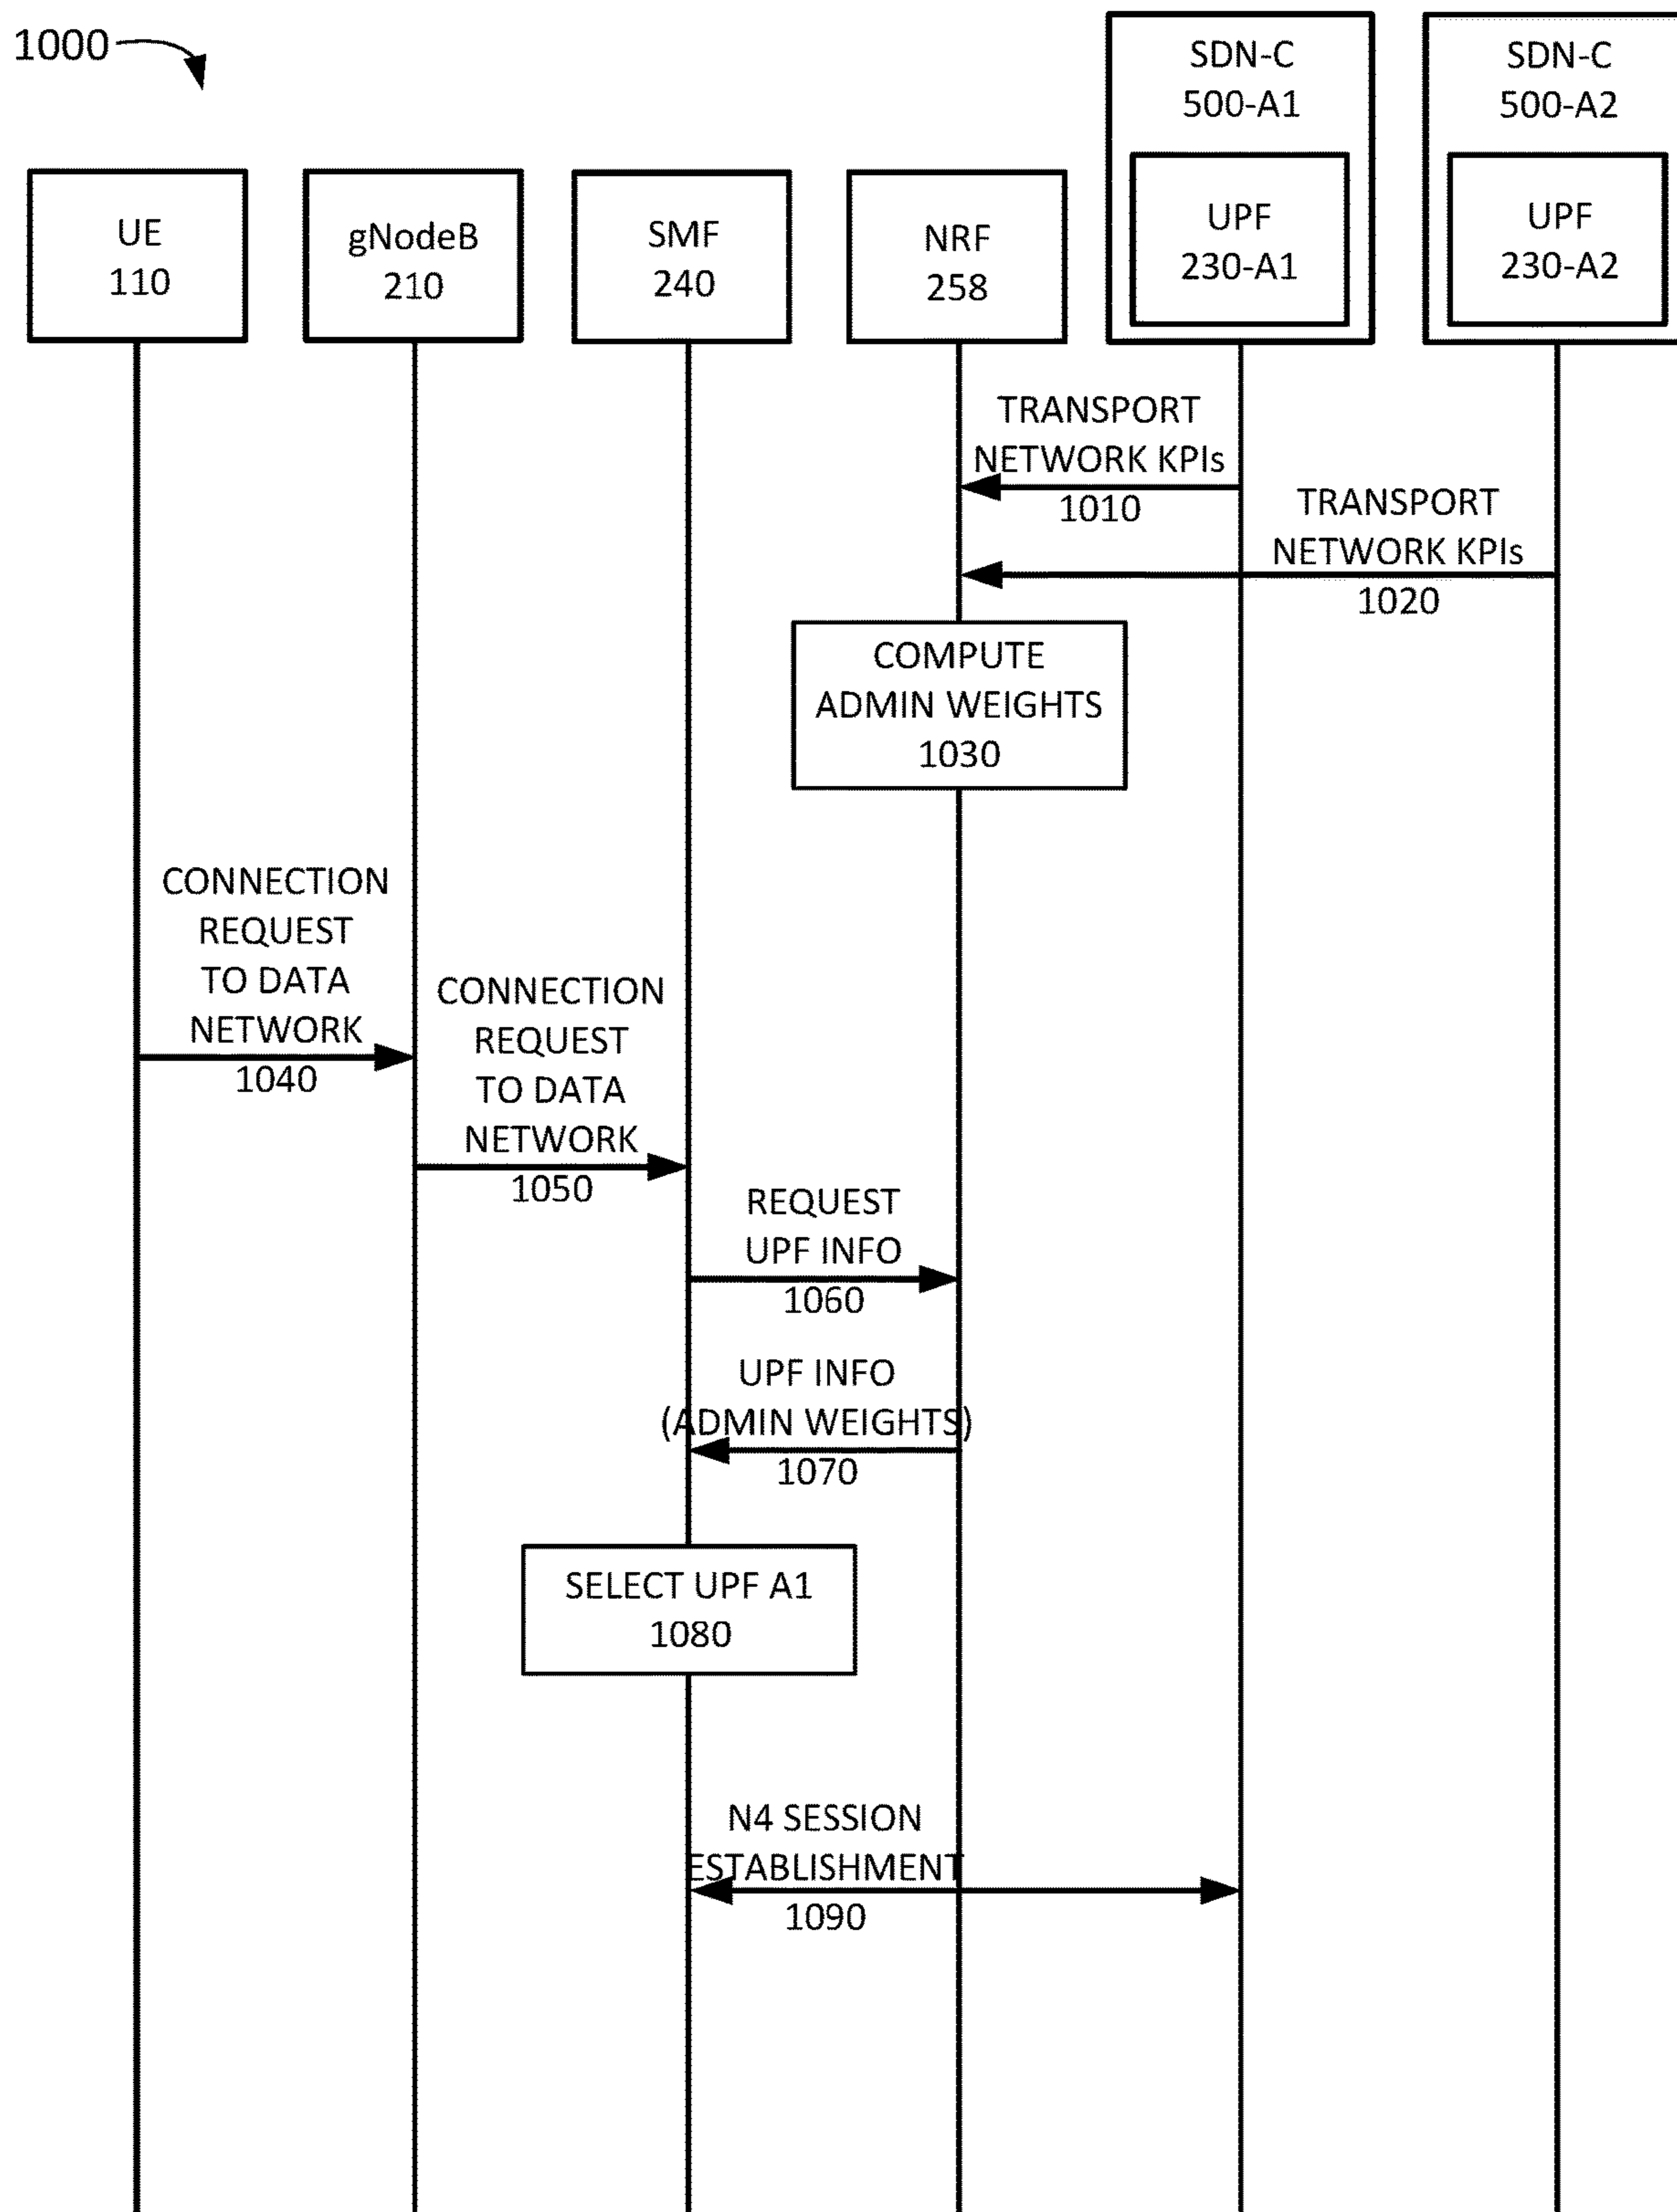 1000
SDN-C
500-A1
SDN-C
500-A2
UE
110
gNodeB
210
SMF
240
NRF
258
UPF
230-A1
UPF
230-A2
TRANSPORT
NETWORK KPIs
1010
TRANSPORT
NETWORK KPIs
1020
COMPUTE
ADMIN WEIGHTS
1030
CONNECTION
REQUEST
TO DATA
NETWORK
1040
CONNECTION
REQUEST
TO DATA
NETWORK
1050
REQUEST
UPF INFO
1060
UPF INFO
(ADMIN WEIGHTS)
1070
SELECT UPF A1
1080
N4 SESSION
ESTABLISHMENT
1090